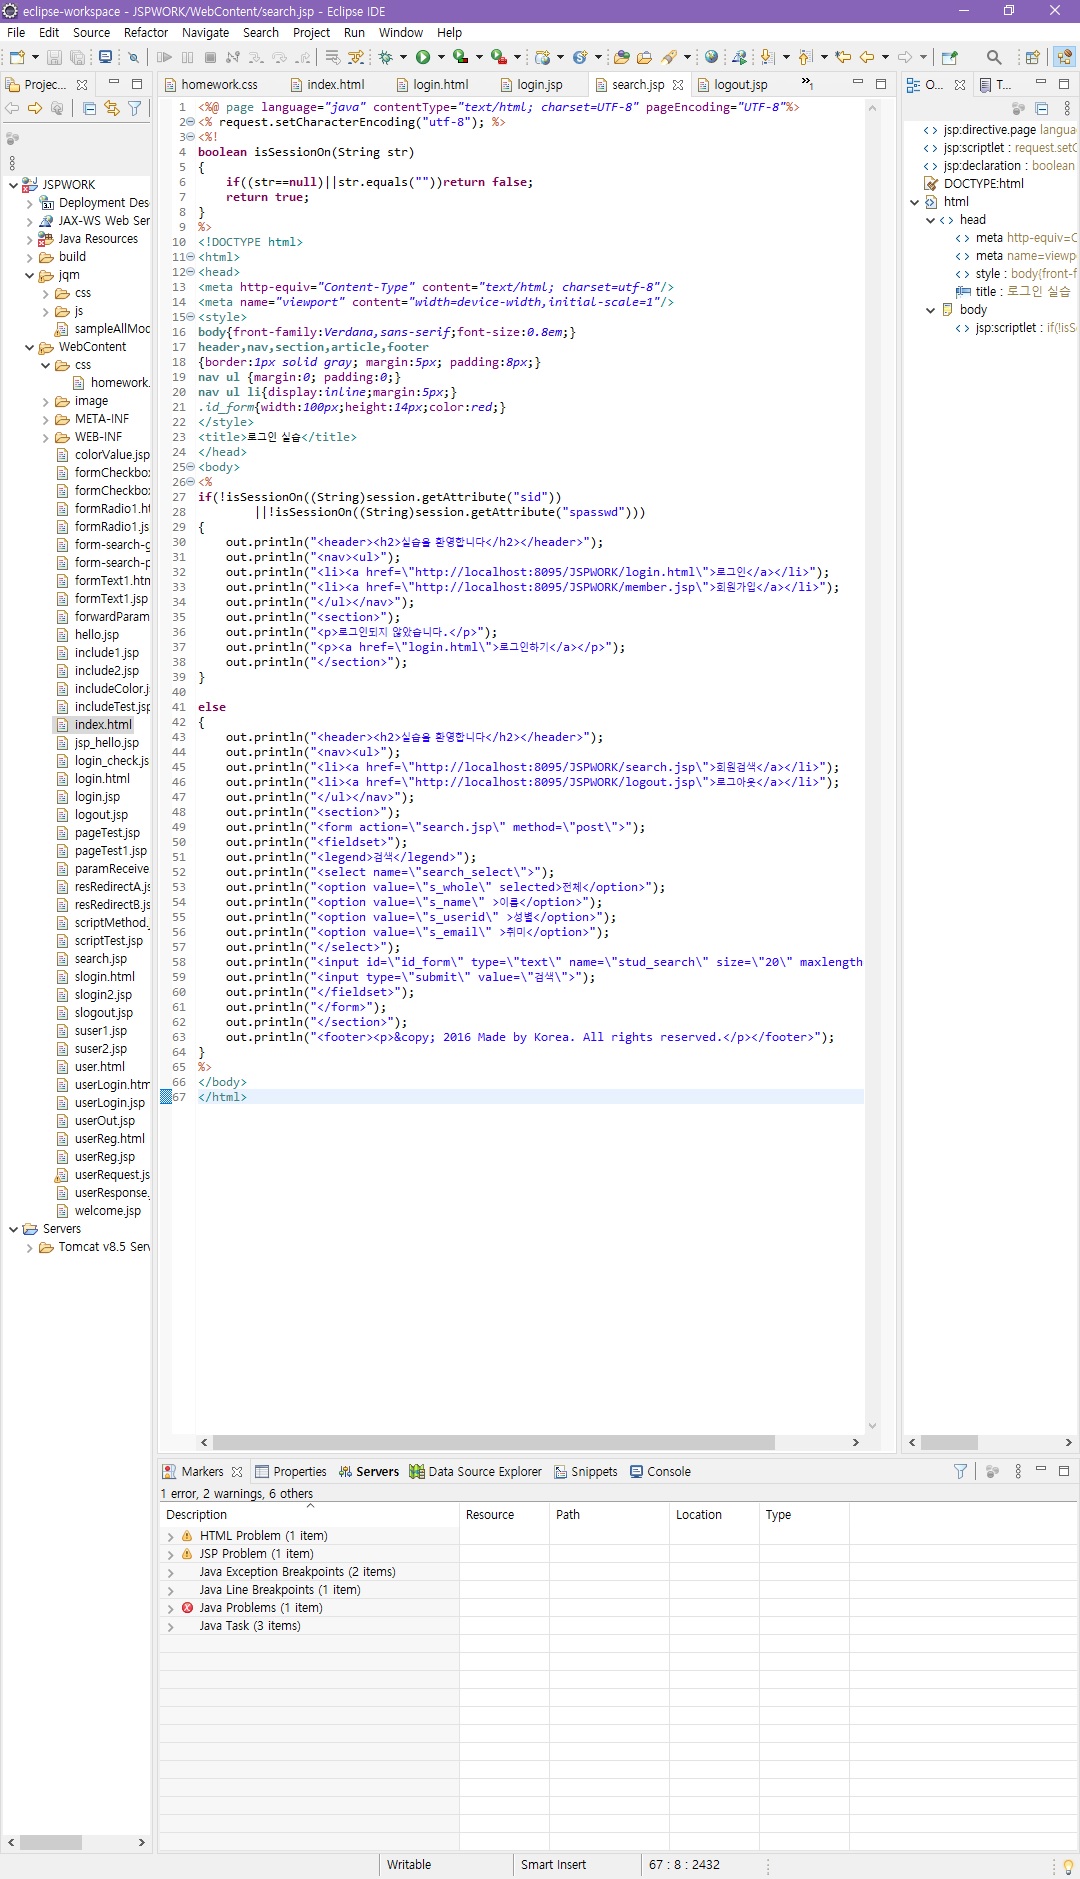 eclipse-workspace - JSPWORK/WebContent/search.jsp - Eclipse IDE
File Edit Source Refactor Navigate Search Project Run Window Help
Projec...
homework.css index.html login.html login.jsp search.jsp logout.jsp »1
O... T...
JSPWORK
Deployment Des
JAX-WS Web Ser
Java Resources
build
jqm
css
js
sampleAllMoc
WebContent
css
homework.
image
META-INF
WEB-INF
colorValue.jsp
formCheckbo
formCheckbo
formRadio1.ht
formRadio1.js
form-search-g
form-search-p
formText1.htm
formText1.jsp
forwardParam
hello.jsp
include1.jsp
include2.jsp
includeColor.j
includeTest.jsp
index.html
jsp_hello.jsp
login_check.js
login.html
login.jsp
logout.jsp
pageTest.jsp
pageTest1.jsp
paramReceive
resRedirectA.js
resRedirectB.js
scriptMethod.
scriptTest.jsp
search.jsp
slogin.html
slogin2.jsp
slogout.jsp
suser1.jsp
suser2.jsp
user.html
userLogin.htm
userLogin.jsp
userOut.jsp
userReg.html
userReg.jsp
userRequest.js
userResponse.
welcome.jsp
Servers
Tomcat v8.5 Serv
1 <%@ page language="java" contentType="text/html; charset=UTF-8" pageEncoding="UTF-8"%>
2 <% request.setCharacterEncoding("utf-8"); %>
3 <%!
4 boolean isSessionOn(String str)
5 {
6 if((str==null)||str.equals(""))return false;
7 return true;
8 }
9 %>
10 <!DOCTYPE html>
11 <html>
12 <head>
13 <meta http-equiv="Content-Type" content="text/html; charset=utf-8"/>
14 <meta name="viewport" content="width=device-width,initial-scale=1"/>
15 <style>
16 body{front-family:Verdana,sans-serif;font-size:0.8em;}
17 header,nav,section,article,footer
18 {border:1px solid gray; margin:5px; padding:8px;}
19 nav ul {margin:0; padding:0;}
20 nav ul li{display:inline;margin:5px;}
21 .id_form{width:100px;height:14px;color:red;}
22 </style>
23 <title>로그인 실습</title>
24 </head>
25 <body>
26 <%
27 if(!isSessionOn((String)session.getAttribute("sid"))
28 ||!isSessionOn((String)session.getAttribute("spasswd")))
29 {
30 out.println("<header><h2>실습을 환영합니다</h2></header>");
31 out.println("<nav><ul>");
32 out.println("<li><a href=\"http://localhost:8095/JSPWORK/login.html\">로그인</a></li>");
33 out.println("<li><a href=\"http://localhost:8095/JSPWORK/member.jsp\">회원가입</a></li>");
34 out.println("</ul></nav>");
35 out.println("<section>");
36 out.println("<p>로그인되지 않았습니다.</p>");
37 out.println("<p><a href=\"login.html\">로그인하기</a></p>");
38 out.println("</section>");
39 }
40
41 else
42 {
43 out.println("<header><h2>실습을 환영합니다</h2></header>");
44 out.println("<nav><ul>");
45 out.println("<li><a href=\"http://localhost:8095/JSPWORK/search.jsp\">회원검색</a></li>");
46 out.println("<li><a href=\"http://localhost:8095/JSPWORK/logout.jsp\">로그아웃</a></li>");
47 out.println("</ul></nav>");
48 out.println("<section>");
49 out.println("<form action=\"search.jsp\" method=\"post\">");
50 out.println("<fieldset>");
51 out.println("<legend>검색</legend>");
52 out.println("<select name=\"search_select\">");
53 out.println("<option value=\"s_whole\" selected>전체</option>");
54 out.println("<option value=\"s_name\" >이름</option>");
55 out.println("<option value=\"s_userid\" >성별</option>");
56 out.println("<option value=\"s_email\" >취미</option>");
57 out.println("</select>");
58 out.println("<input id=\"id_form\" type=\"text\" name=\"stud_search\" size=\"20\" maxlength
59 out.println("<input type=\"submit\" value=\"검색\">");
60 out.println("</fieldset>");
61 out.println("</form>");
62 out.println("</section>");
63 out.println("<footer><p>&copy; 2016 Made by Korea. All rights reserved.</p></footer>");
64 }
65 %>
66 </body>
67 </html>
jsp:directive.page langua
jsp:scriptlet : request.setC
jsp:declaration : boolean
DOCTYPE:html
html
head
meta http-equiv=C
meta name=viewp
style : body{front-f
title : 로그인 실습
body
jsp:scriptlet : if(!isS
Markers Properties Servers Data Source Explorer Snippets Console
1 error, 2 warnings, 6 others
Description Resource Path Location Type
HTML Problem (1 item)
JSP Problem (1 item)
Java Exception Breakpoints (2 items)
Java Line Breakpoints (1 item)
Java Problems (1 item)
Java Task (3 items)
Writable Smart Insert 67 : 8 : 2432